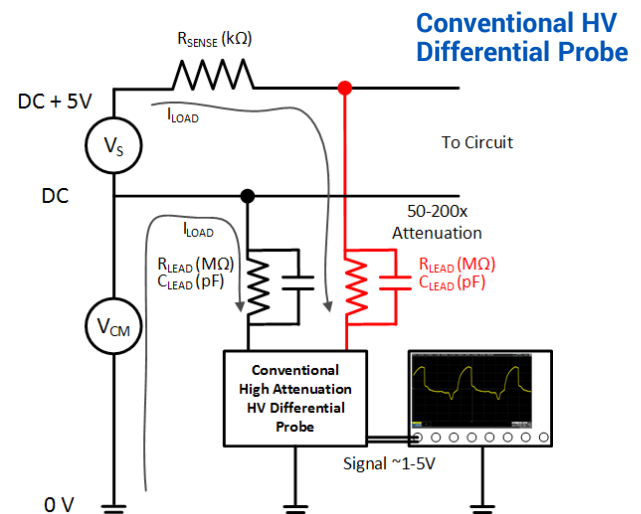 Conventional HV
Differential Probe
RSENSE (kΩ)
DC + 5V
ILOAD
VS
To Circuit
DC
50-200x
Attenuation
ILOAD
RLEAD (MΩ)
CLEAD (pF)
RLEAD (MΩ)
CLEAD (pF)
VCM
Conventional
High Attenuation
HV Differential
Probe
Signal ~1-5V
0 V